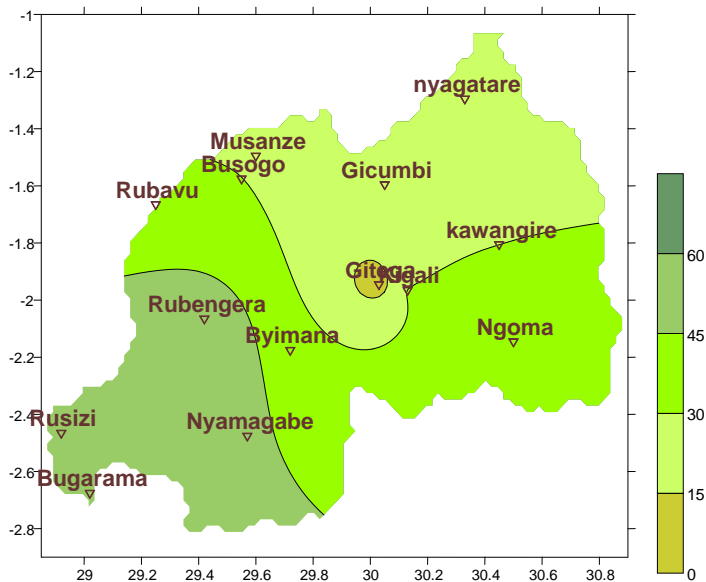 -1
-1.2
nyagatare
-1.4
Musanze
Busogo
Gicumbi
-1.6
Rubavu
60
kawangire
-1.8
Gitega
Kigali
-2
Rubengera
45
Byimana
Ngoma
-2.2
30
Rusizi
Nyamagabe
-2.4
Bugarama
-2.6
15
-2.8
0
29 29.2 29.4 29.6 29.8 30 30.2 30.4 30.6 30.8